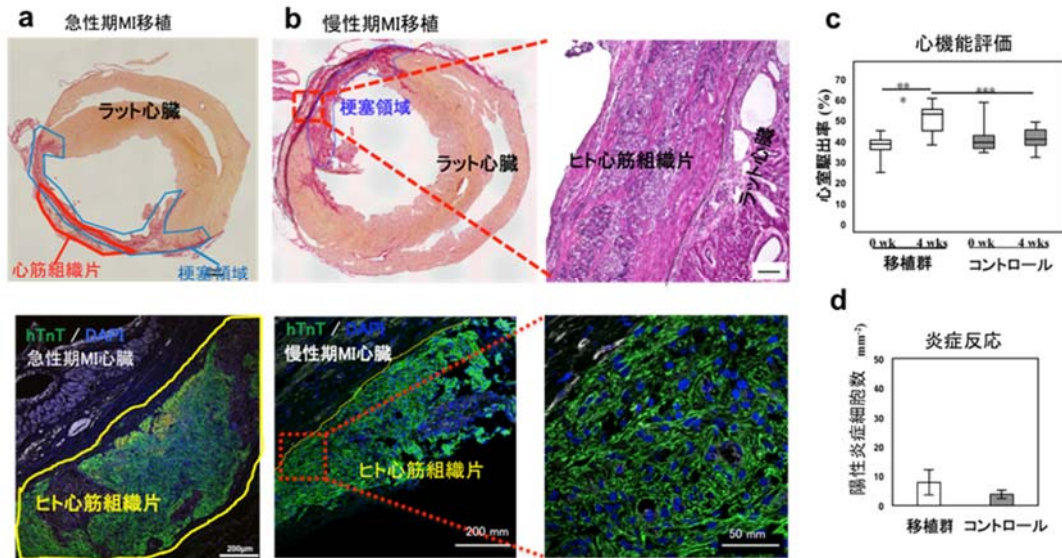 a 急性期MI移植
ラット心臓
心筋組織片
梗塞領域
hTnT / DAPI
急性期MI心臓
ヒト心筋組織片
200μm
b 慢性期MI移植
梗塞領域
ラット心臓
ヒト心筋組織片
ラット心臓
hTnT / DAPI
慢性期MI心臓
ヒト心筋組織片
200 mm
50 mm
c
心機能評価
心室駆出率 (%)
70
60
50
40
30
20
10
0
**
*
***
0 wk 4 wks 0 wk 4 wks
移植群 コントロール
d
炎症反応
陽性炎症細胞数 mm⁻²
50
40
30
20
10
0
移植群 コントロール